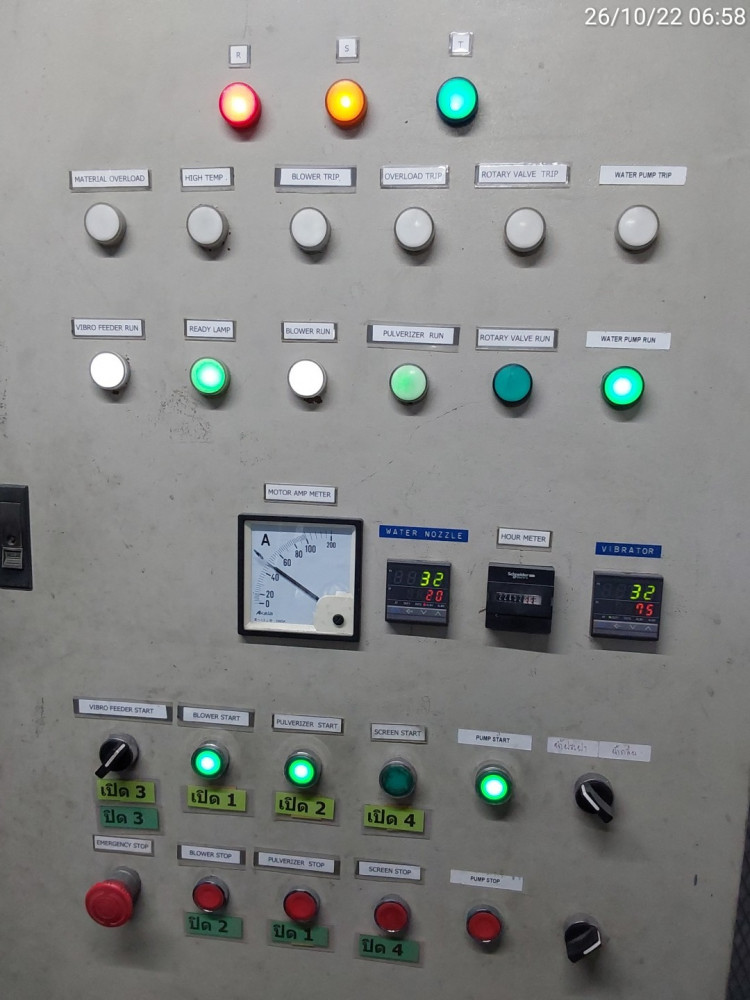 26/10/22 06:58
R
S
T
MATERIAL OVERLOAD
HIGH TEMP
BLOWER TRIP
OVERLOAD TRIP
ROTARY VALVE TRIP
WATER PUMP TRIP
VIBRO FEEDER RUN
READY LAMP
BLOWER RUN
PULVERIZER RUN
ROTARY VALVE RUN
WATER PUMP RUN
MOTOR AMP METER
WATER NOZZLE
HOUR METER
VIBRATOR
A
200
100
80
60
40
20
0
32
20
Schneider
32
75
VIBRO FEEDER START
BLOWER START
PULVERIZER START
SCREEN START
PUMP START
เปิด 3
เปิด 1
เปิด 2
เปิด 4
ปิด 3
EMERGENCY STOP
BLOWER STOP
PULVERIZER STOP
SCREEN STOP
PUMP STOP
ปิด 2
ปิด 1
ปิด 4